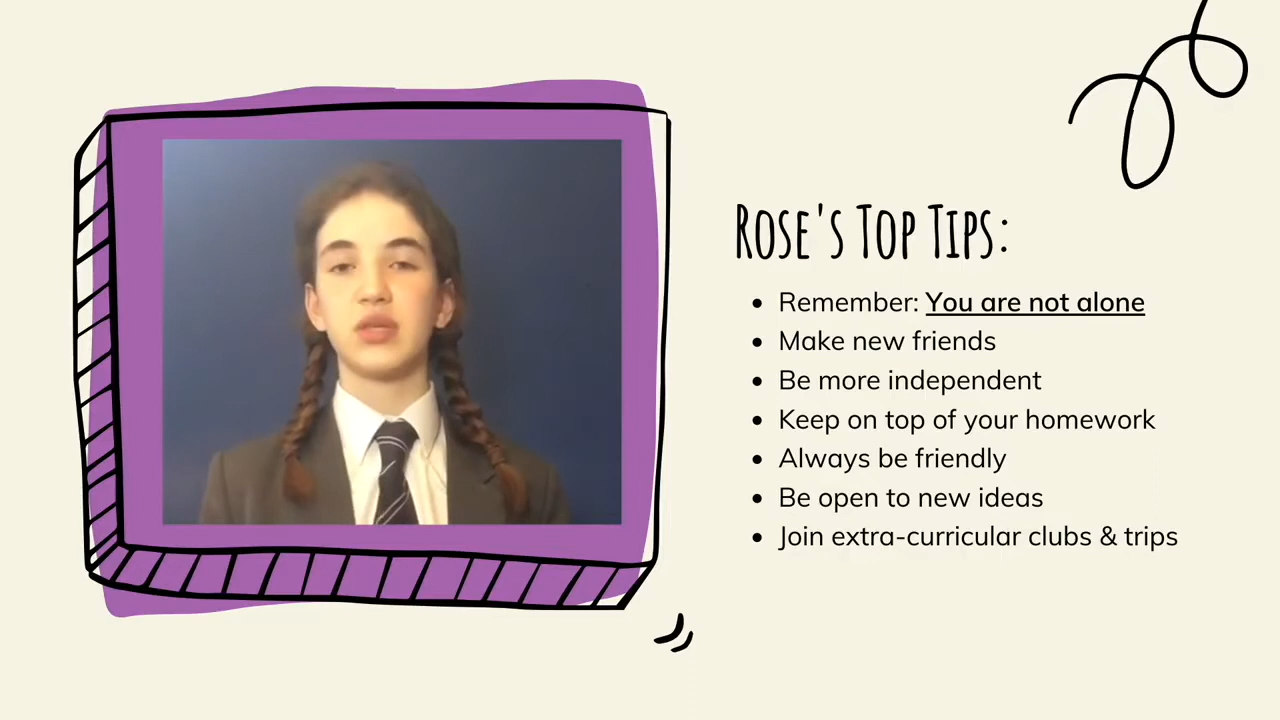 Rose's Top Tips:
• Remember: You are not alone
• Make new friends
• Be more independent
• Keep on top of your homework
• Always be friendly
• Be open to new ideas
• Join extra-curricular clubs & trips